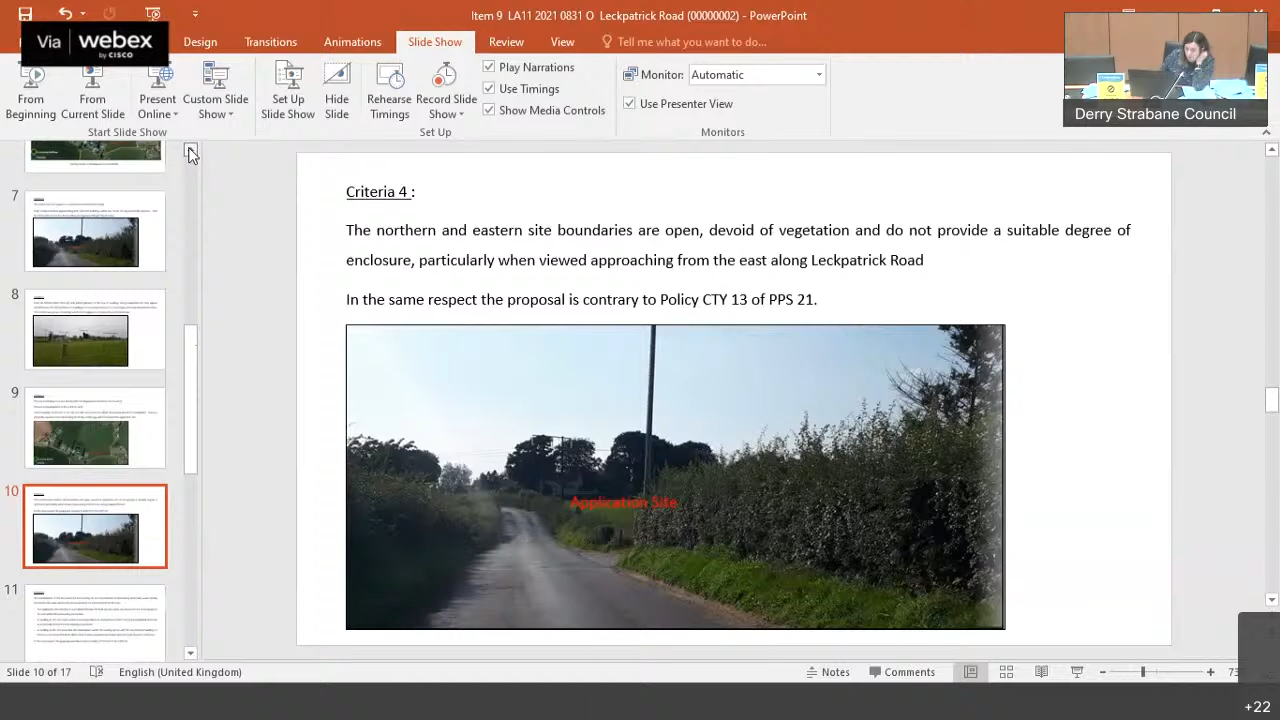 Item 9 LA11 2021 0831 O Leckpatrick Road (00000002) - PowerPoint
Via webex
by CISCO
Design Transitions Animations Slide Show Review View Tell me what you want to do...
From Beginning
From Current Slide
Present Online
Custom Slide Show
Start Slide Show
Set Up Slide Show
Hide Slide
Rehearse Timings
Record Slide Show
Play Narrations
Use Timings
Show Media Controls
Set Up
Monitor: Automatic
Use Presenter View
Monitors
Derry Strabane Council
7
8
9
10
11
Criteria 4 :
The northern and eastern site boundaries are open, devoid of vegetation and do not provide a suitable degree of
enclosure, particularly when viewed approaching from the east along Leckpatrick Road
In the same respect the proposal is contrary to Policy CTY 13 of PPS 21.
Application Site
Slide 10 of 17 English (United Kingdom) Notes Comments
+22